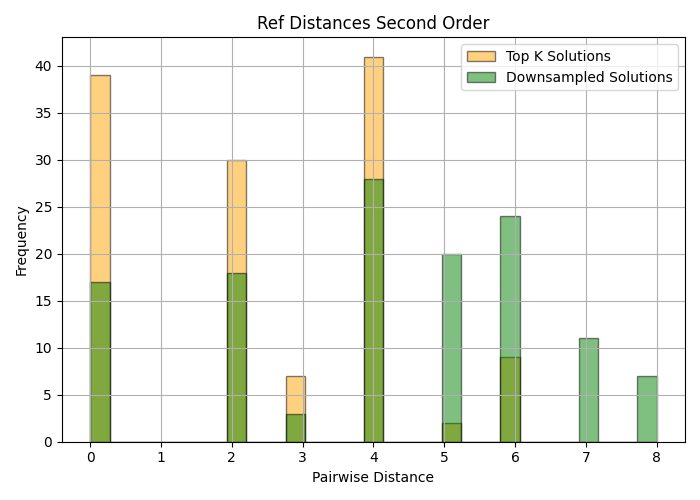 Ref Distances Second Order
Top K Solutions
Downsampled Solutions
Frequency
40
35
30
25
20
15
10
5
0
0 1 2 3 4 5 6 7 8
Pairwise Distance